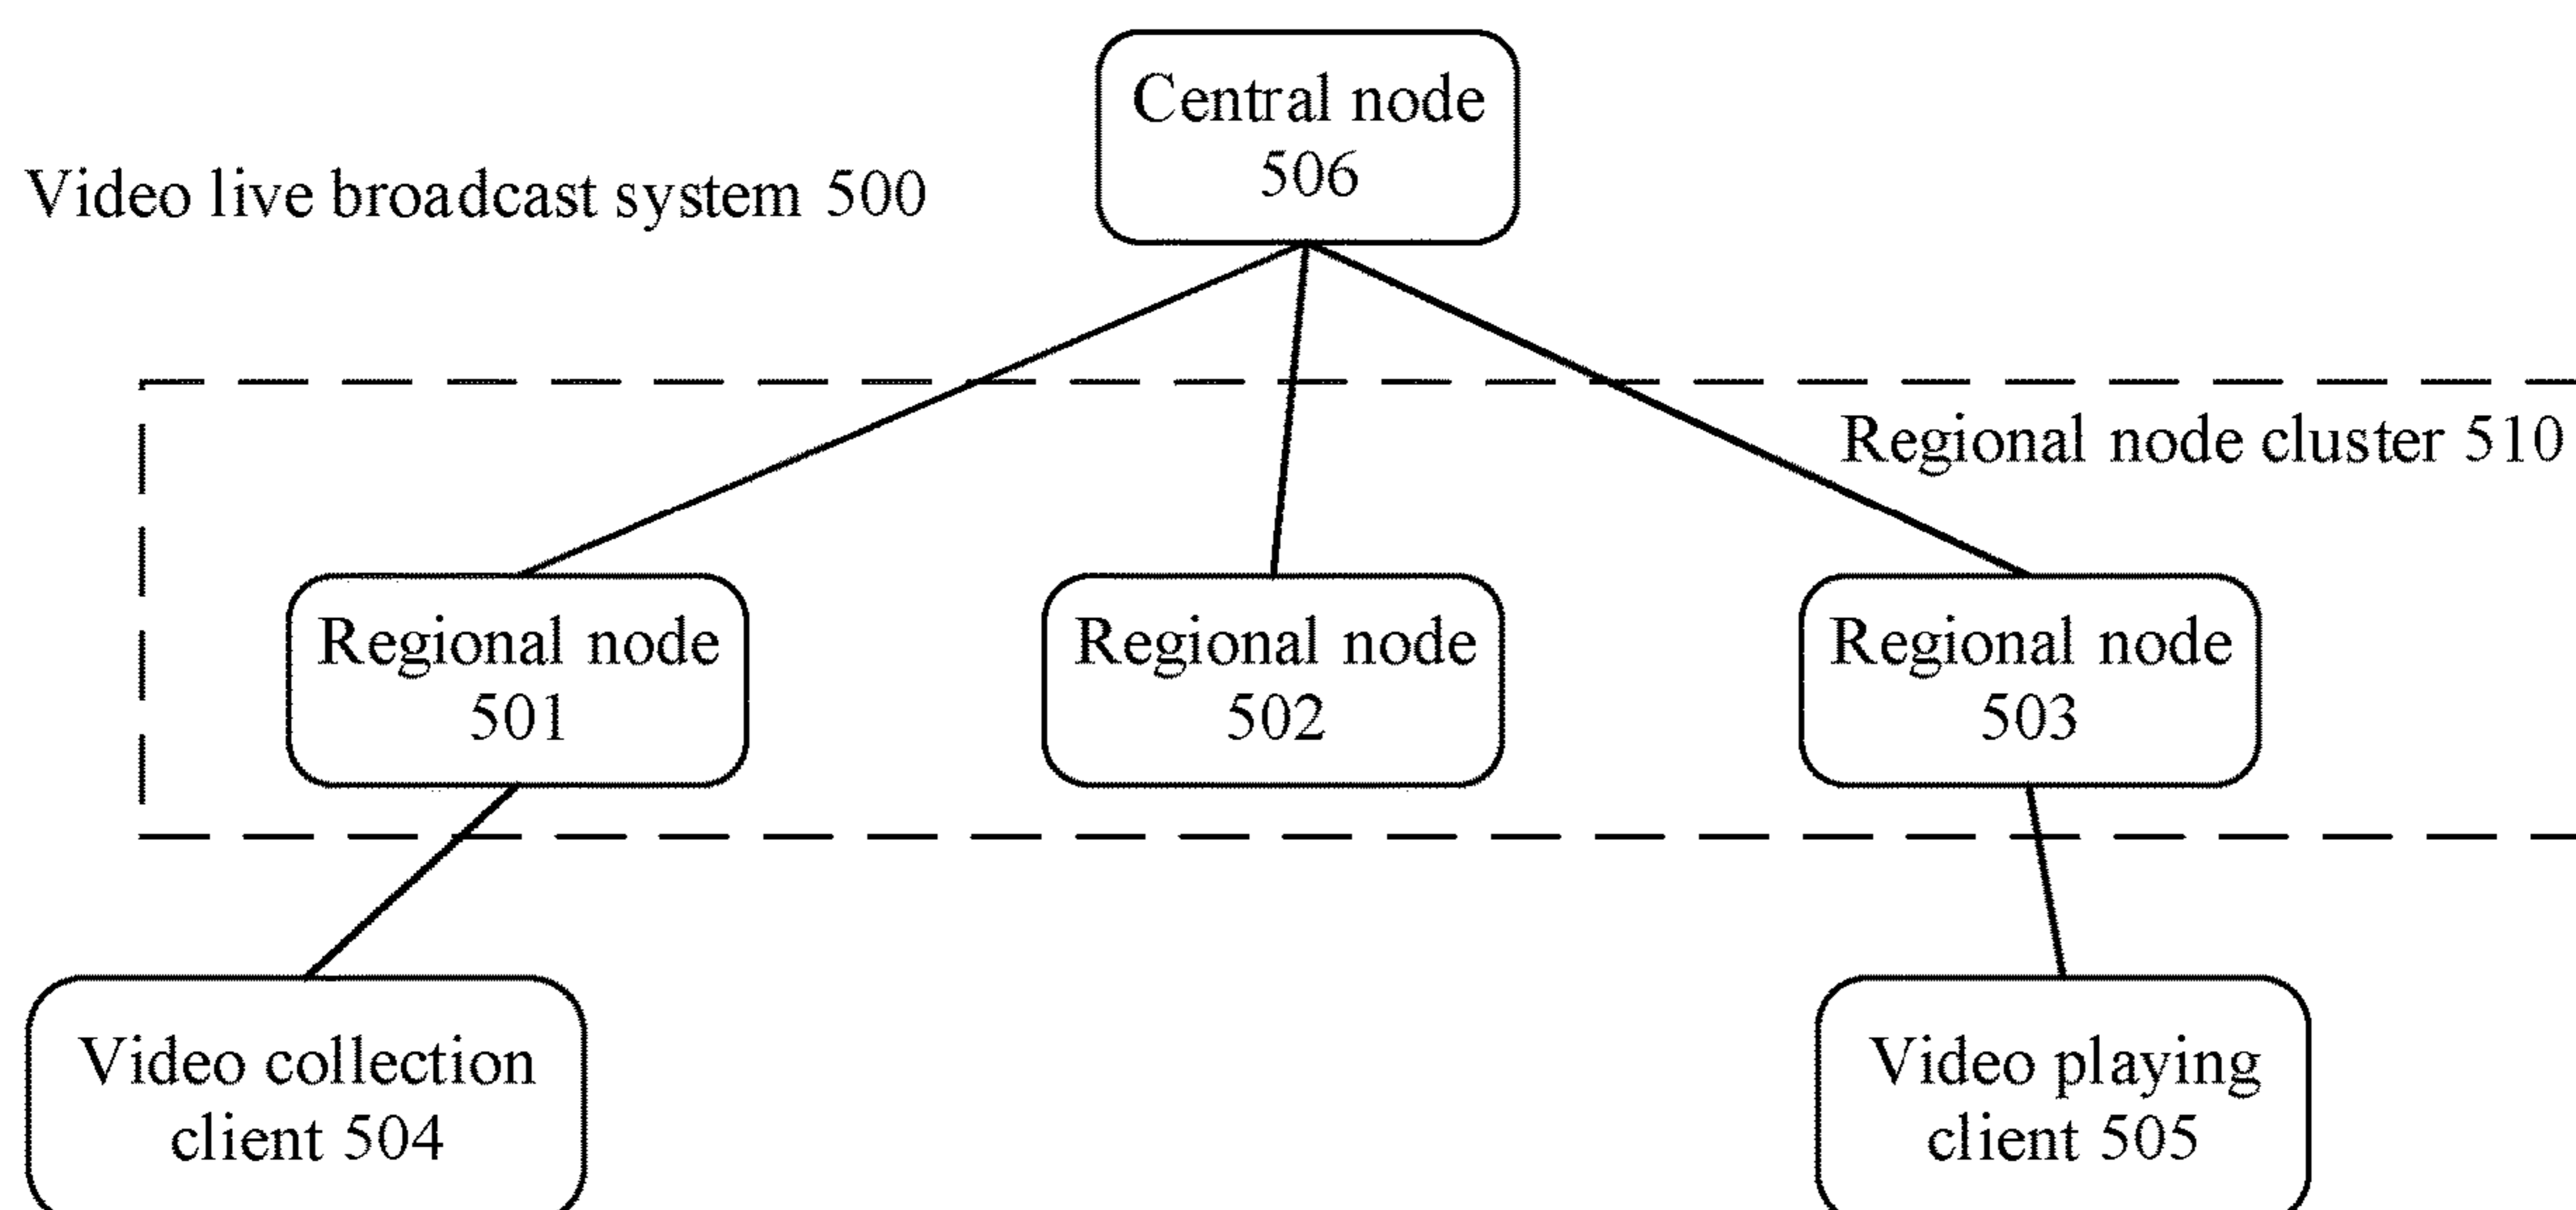 Central node
506
Video live broadcast system 500
Regional node cluster 510
Regional node
501
Regional node
502
Regional node
503
Video collection
client 504
Video playing
client 505